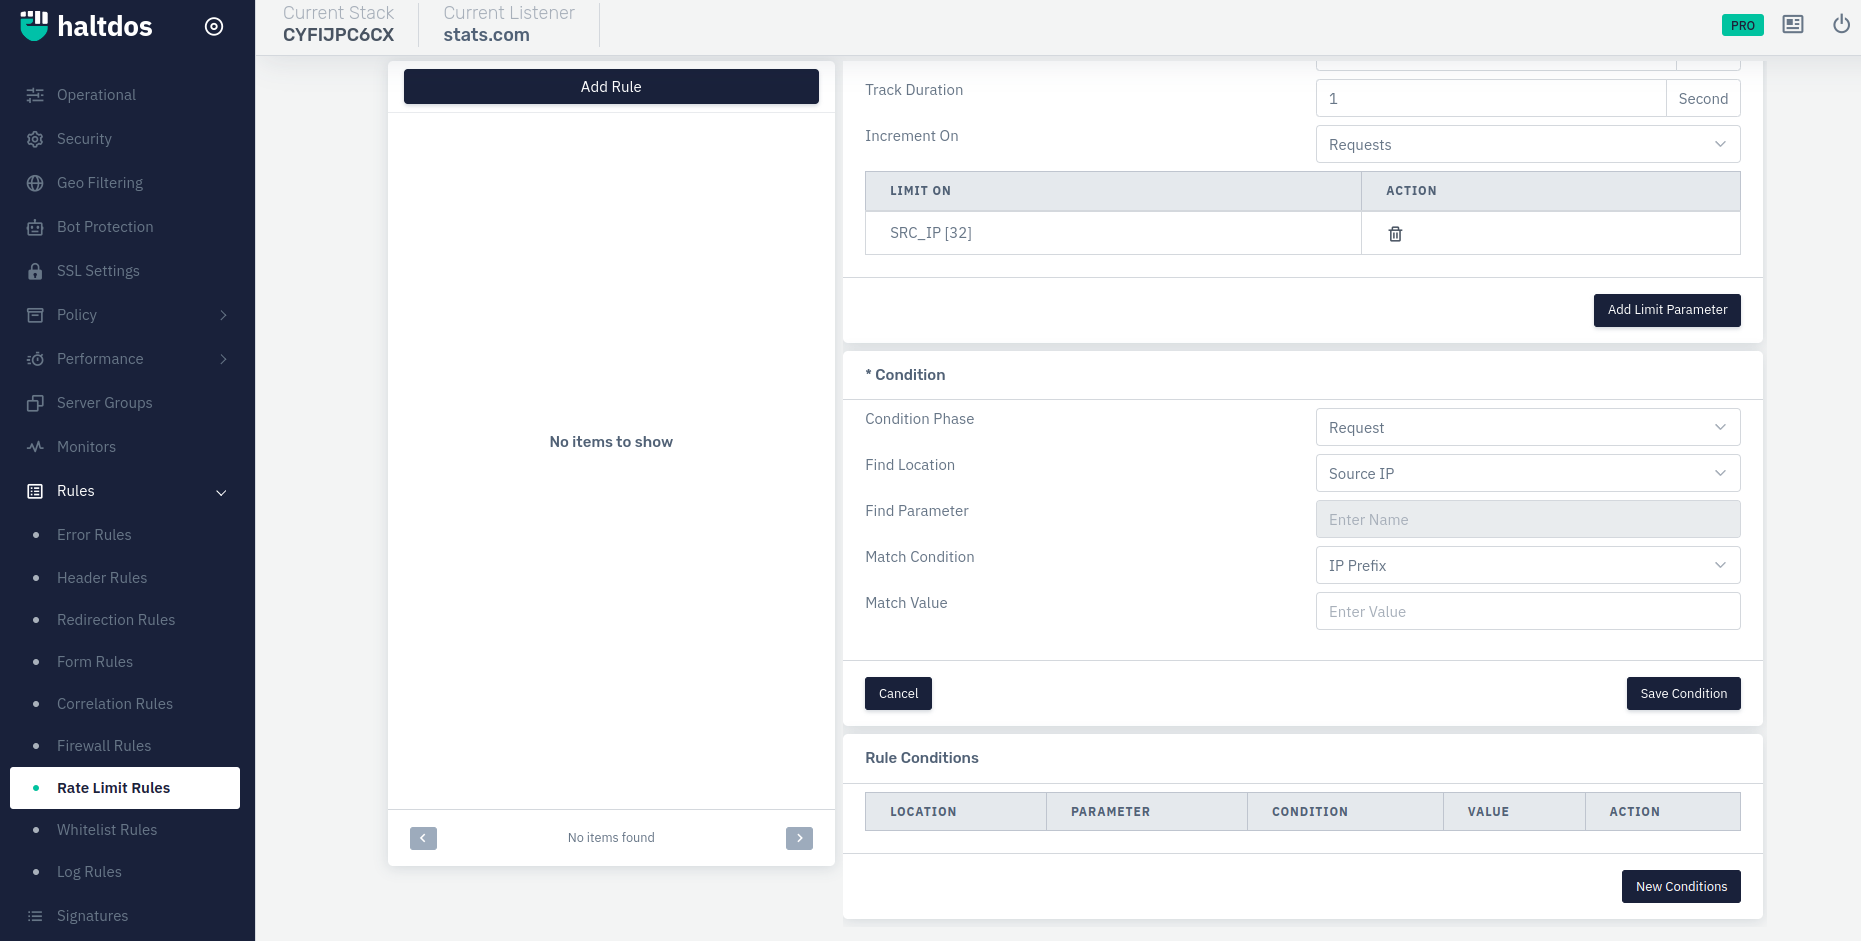 haltdos
Current Stack
CYFIJPC6CX
Current Listener
stats.com
PRO
Operational
Security
Geo Filtering
Bot Protection
SSL Settings
Policy
Performance
Server Groups
Monitors
Rules
Error Rules
Header Rules
Redirection Rules
Form Rules
Correlation Rules
Firewall Rules
Rate Limit Rules
Whitelist Rules
Log Rules
Signatures
Add Rule
No items to show
No items found
Track Duration
1 Second
Increment On
Requests
LIMIT ON ACTION
SRC_IP [32]
Add Limit Parameter
* Condition
Condition Phase
Request
Find Location
Source IP
Find Parameter
Enter Name
Match Condition
IP Prefix
Match Value
Enter Value
Cancel Save Condition
Rule Conditions
LOCATION PARAMETER CONDITION VALUE ACTION
New Conditions